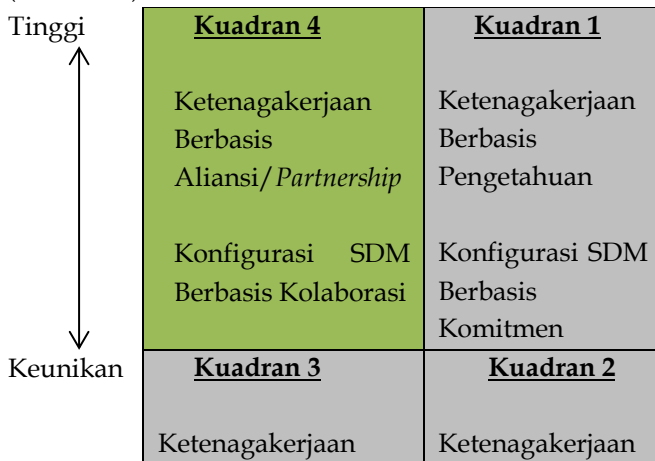 Tinggi
Kuadran 4
Ketenagakerjaan
Berbasis
Aliansi/Partnership
Konfigurasi SDM
Berbasis Kolaborasi
Kuadran 1
Ketenagakerjaan
Berbasis
Pengetahuan
Konfigurasi SDM
Berbasis
Komitmen
Keunikan
Kuadran 3
Ketenagakerjaan
Kuadran 2
Ketenagakerjaan